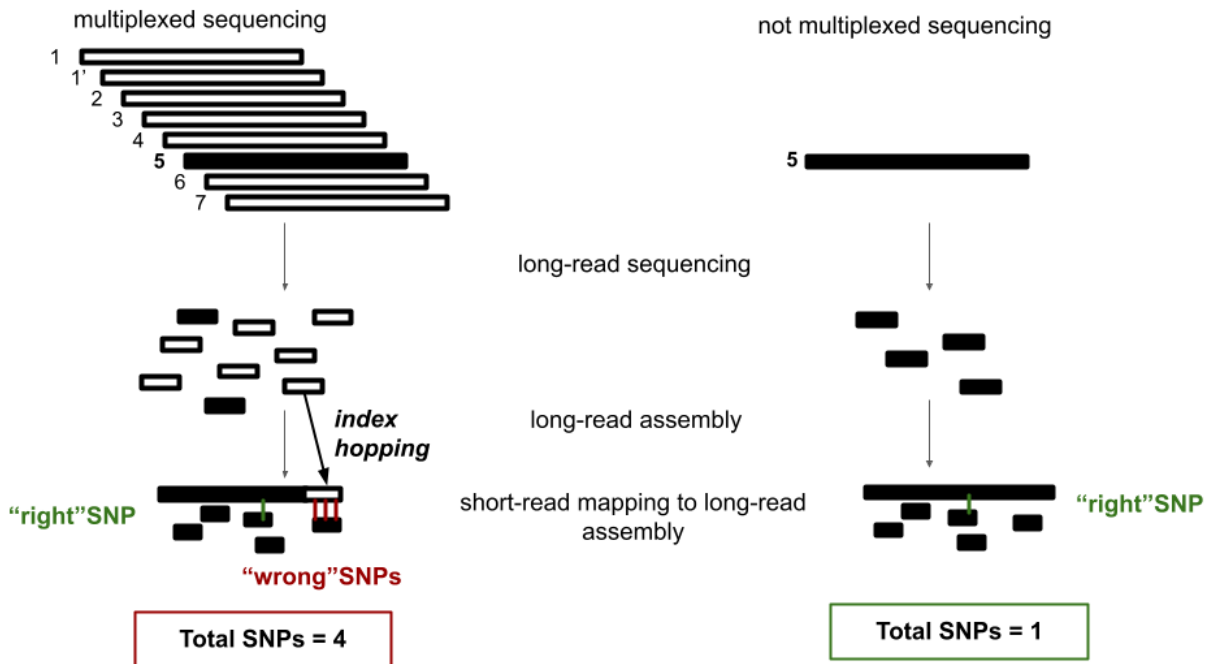 multiplexed sequencing
not multiplexed sequencing
1
1’
2
3
4
5
6
7
5
long-read sequencing
index
hopping
long-read assembly
“right”SNP
short-read mapping to long-read
assembly
“right”SNP
“wrong”SNPs
Total SNPs = 4
Total SNPs = 1